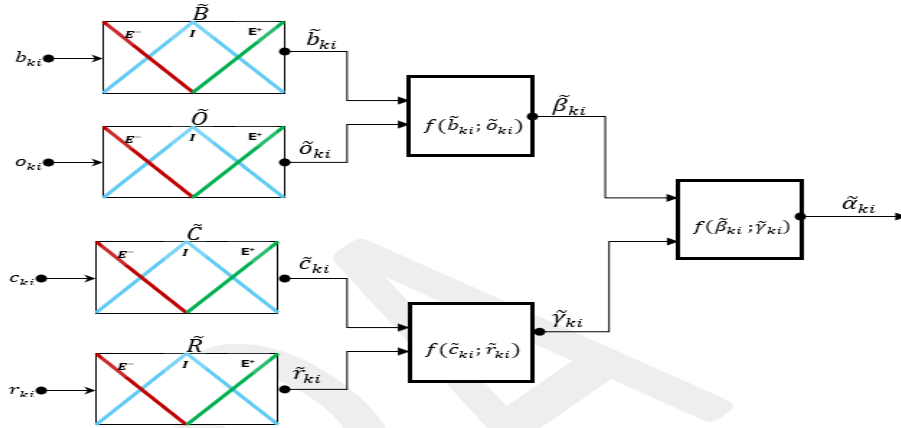 B̃
b_ki E⁻ I E⁺ b̃_ki
Õ
o_ki E⁻ I E⁺ õ_ki
f(b̃_ki; õ_ki) β̃_ki
C̃
c_ki E⁻ I E⁺ c̃_ki
R̃
r_ki E⁻ I E⁺ r̃_ki
f(c̃_ki; r̃_ki) γ̃_ki
f(β̃_ki; γ̃_ki) α̃_ki